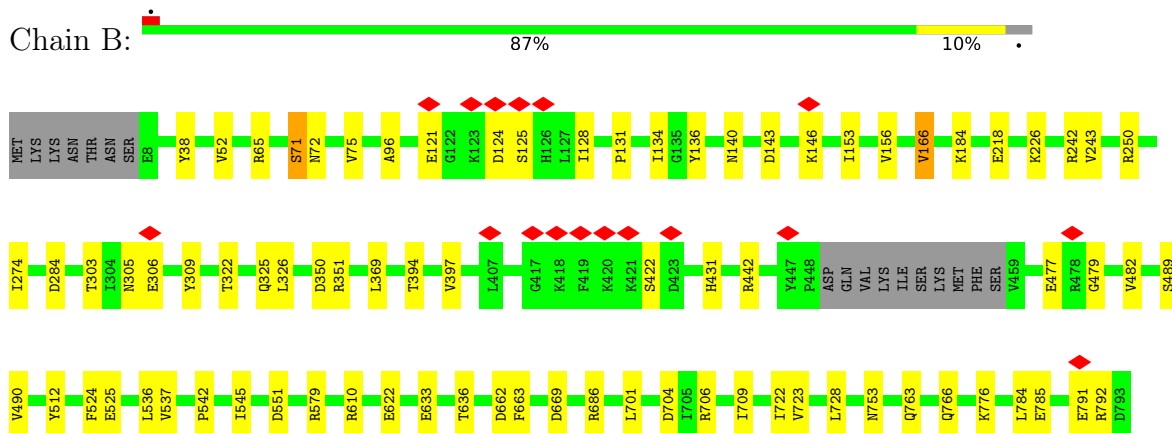 Chain B:
87% 10%
MET LYS LYS ASN THR ASN SER E8 Y38 V52 R65 S71 N72 V75 A96 E121 G122 K123 D124 S125 H126 L127 I128 P131 I134 G135 Y136 N140 D143 K146 I153 V156 V166 K184 E218 K226 R242 V243 R250
I274 D284 T303 I304 N305 E306 Y309 T322 Q325 L326 D350 R351 L369 T394 V397 L407 G417 K418 F419 K420 K421 S422 D423 H431 R442 Y447 P448 ASP GLN VAL LYS ILE SER LYS MET PHE SER V459 E477 R478 G479 V482 S489
V490 Y512 F524 E525 L536 V537 P542 I545 D551 R579 R610 E622 E633 T636 D662 F663 D669 R686 L701 D704 I705 R706 I709 I722 V723 L728 N753 Q763 Q766 K776 L784 E785 E791 R792 D793